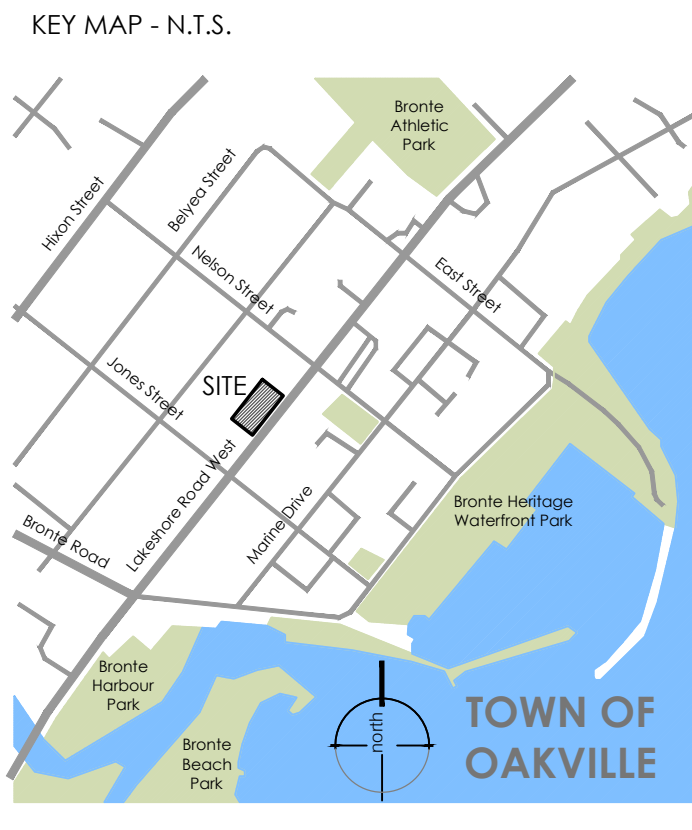 KEY MAP - N.T.S.
Bronte
Athletic
Park
Belyea Street
Hixon Street
Nelson Street
East Street
Jones Street
SITE
Lakeshore Road West
Marine Drive
Bronte Heritage
Waterfront Park
Bronte Road
Bronte
Harbour
Park
Bronte
Beach
Park
north
TOWN OF
OAKVILLE